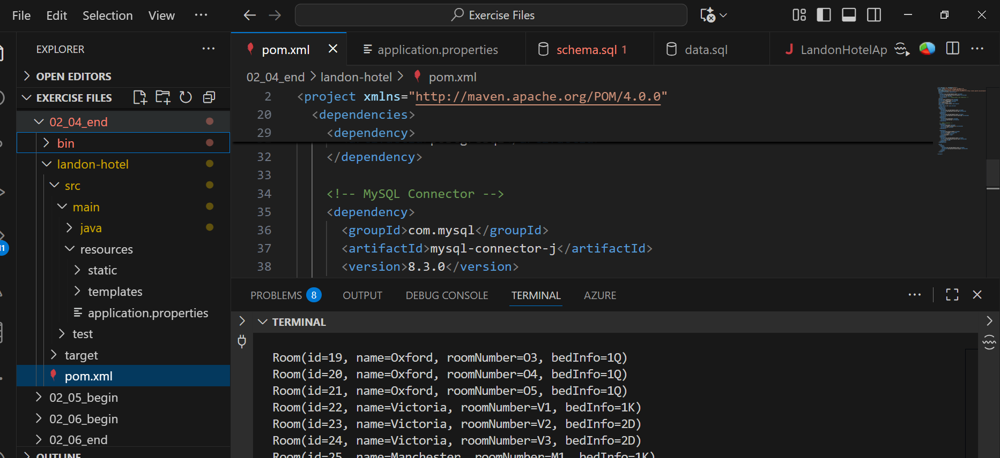 File Edit Selection View ··· Exercise Files
EXPLORER ···
OPEN EDITORS
EXERCISE FILES
02_04_end
bin
landon-hotel
src
main
java
resources
static
templates
application.properties
test
target
pom.xml
02_05_begin
02_06_begin
02_06_end
OUTLINE
11
pom.xml application.properties schema.sql 1 data.sql LandonHotelAp ···
02_04_end > landon-hotel > pom.xml
2 <project xmlns="http://maven.apache.org/POM/4.0.0"
20 <dependencies>
29 <dependency>
32 </dependency>
33
34 <!-- MySQL Connector -->
35 <dependency>
36 <groupId>com.mysql</groupId>
37 <artifactId>mysql-connector-j</artifactId>
38 <version>8.3.0</version>
PROBLEMS 8 OUTPUT DEBUG CONSOLE TERMINAL AZURE ···
TERMINAL
Room(id=19, name=Oxford, roomNumber=O3, bedInfo=1Q)
Room(id=20, name=Oxford, roomNumber=O4, bedInfo=1Q)
Room(id=21, name=Oxford, roomNumber=O5, bedInfo=1Q)
Room(id=22, name=Victoria, roomNumber=V1, bedInfo=1K)
Room(id=23, name=Victoria, roomNumber=V2, bedInfo=2D)
Room(id=24, name=Victoria, roomNumber=V3, bedInfo=2D)
Room(id=25, name=Manchester, roomNumber=M1, bedInfo=1K)